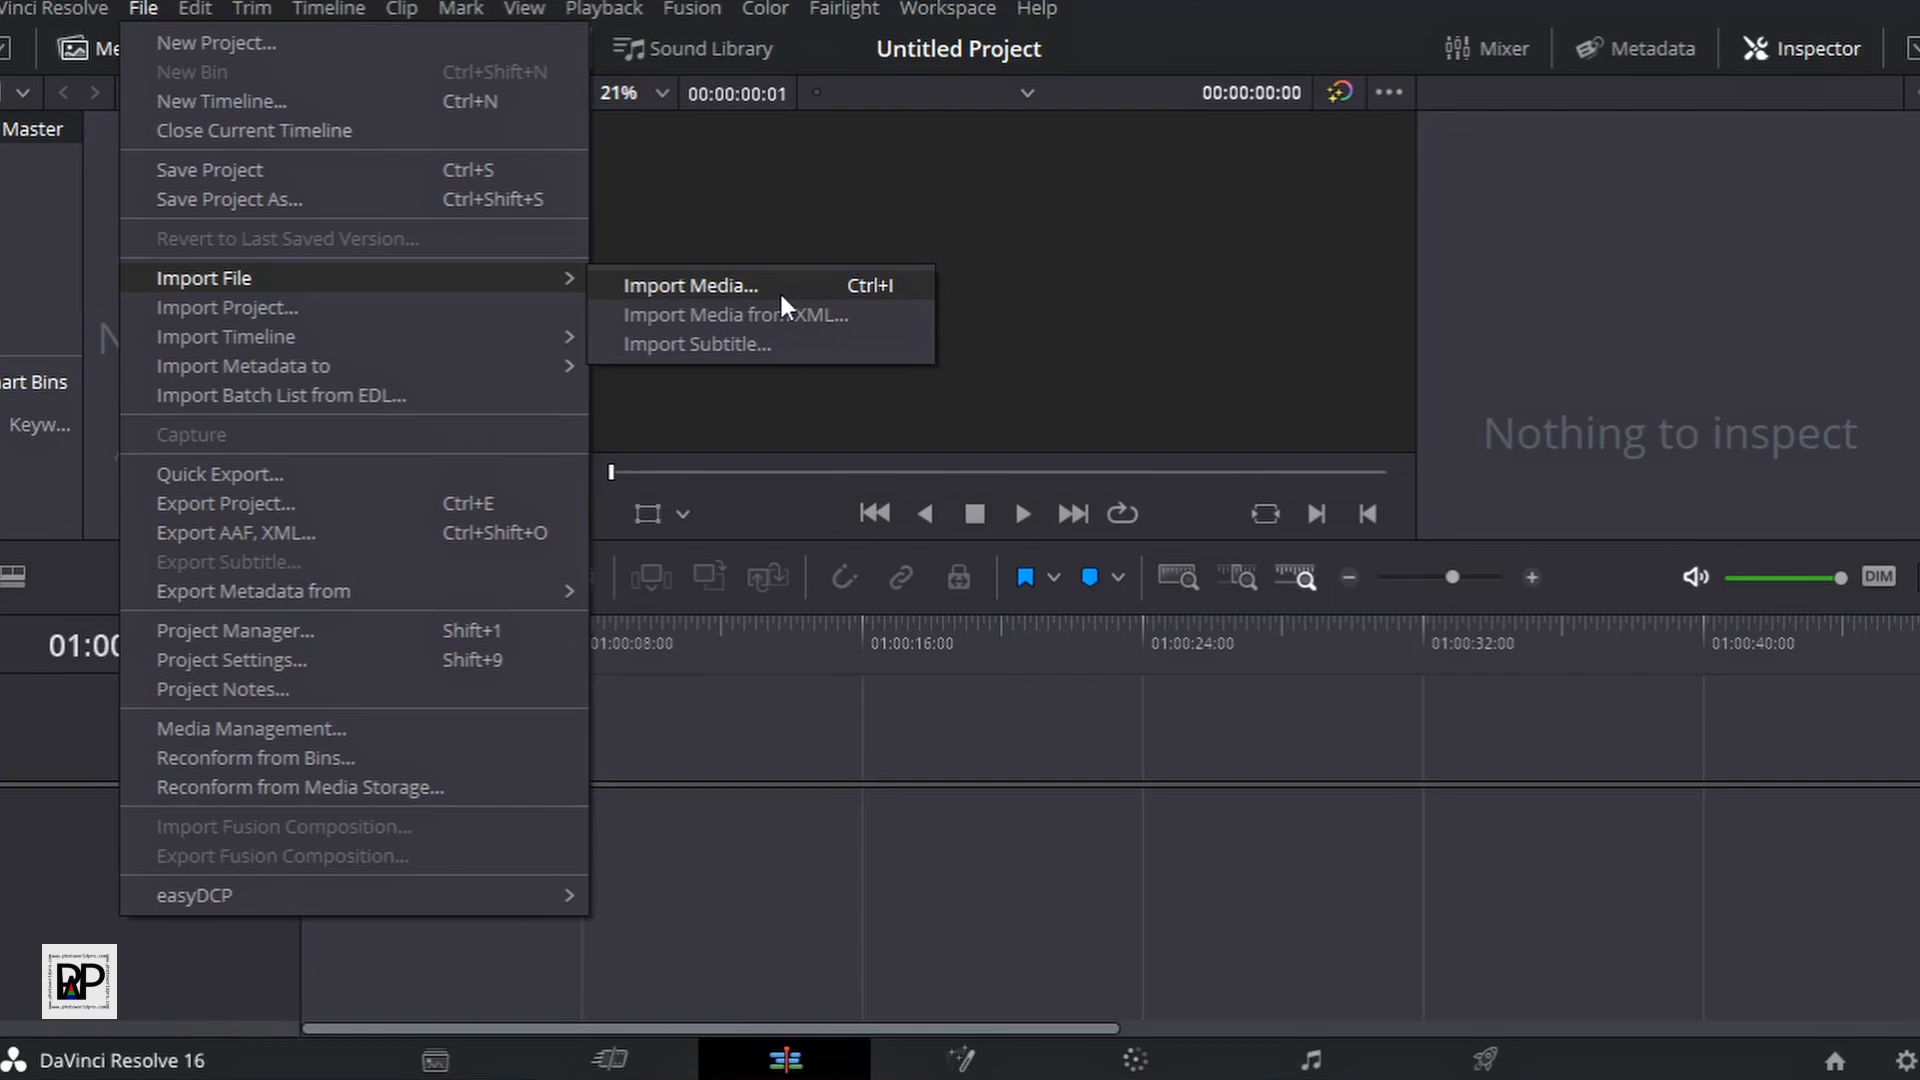 Vinci Resolve File Edit Trim Timeline Clip Mark View Playback Fusion Color Fairlight Workspace Help
Me Sound Library Untitled Project Mixer Metadata Inspector
21% 00:00:00:01 00:00:00:00
Master
New Project...
New Bin Ctrl+Shift+N
New Timeline... Ctrl+N
Close Current Timeline
Save Project Ctrl+S
Save Project As... Ctrl+Shift+S
Revert to Last Saved Version...
Import File
Import Project...
Import Timeline
Import Metadata to
Import Batch List from EDL...
Capture
Quick Export...
Export Project... Ctrl+E
Export AAF, XML... Ctrl+Shift+O
Export Subtitle...
Export Metadata from
Project Manager... Shift+1
Project Settings... Shift+9
Project Notes...
Media Management...
Reconform from Bins...
Reconform from Media Storage...
Import Fusion Composition...
Export Fusion Composition...
easyDCP
Import Media... Ctrl+I
Import Media from XML...
Import Subtitle...
art Bins
Keyw...
Nothing to inspect
DIM
01:00
01:00:08:00 01:00:16:00 01:00:24:00 01:00:32:00 01:00:40:00
www.photoworldpro.com
DaVinci Resolve 16